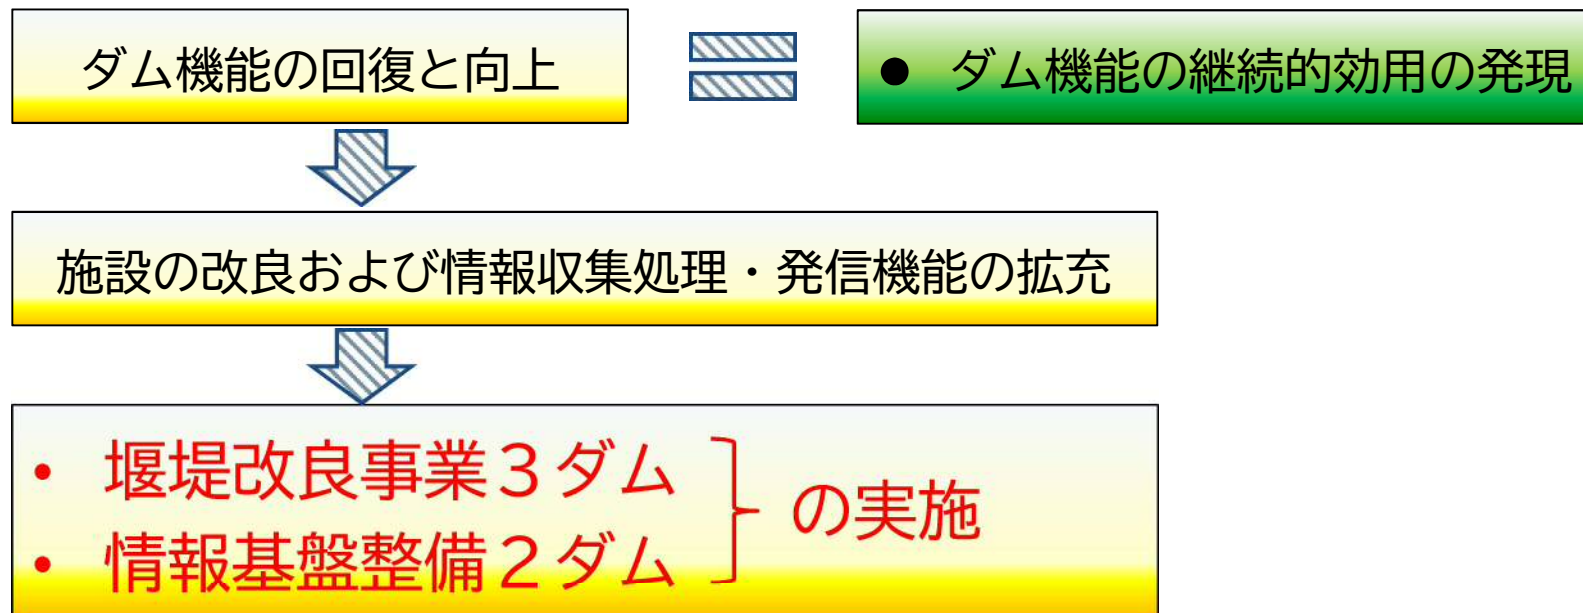 ダム機能の回復と向上
● ダム機能の継続的効用の発現
施設の改良および情報収集処理・発信機能の拡充
• 堰堤改良事業３ダム
• 情報基盤整備２ダム
の実施